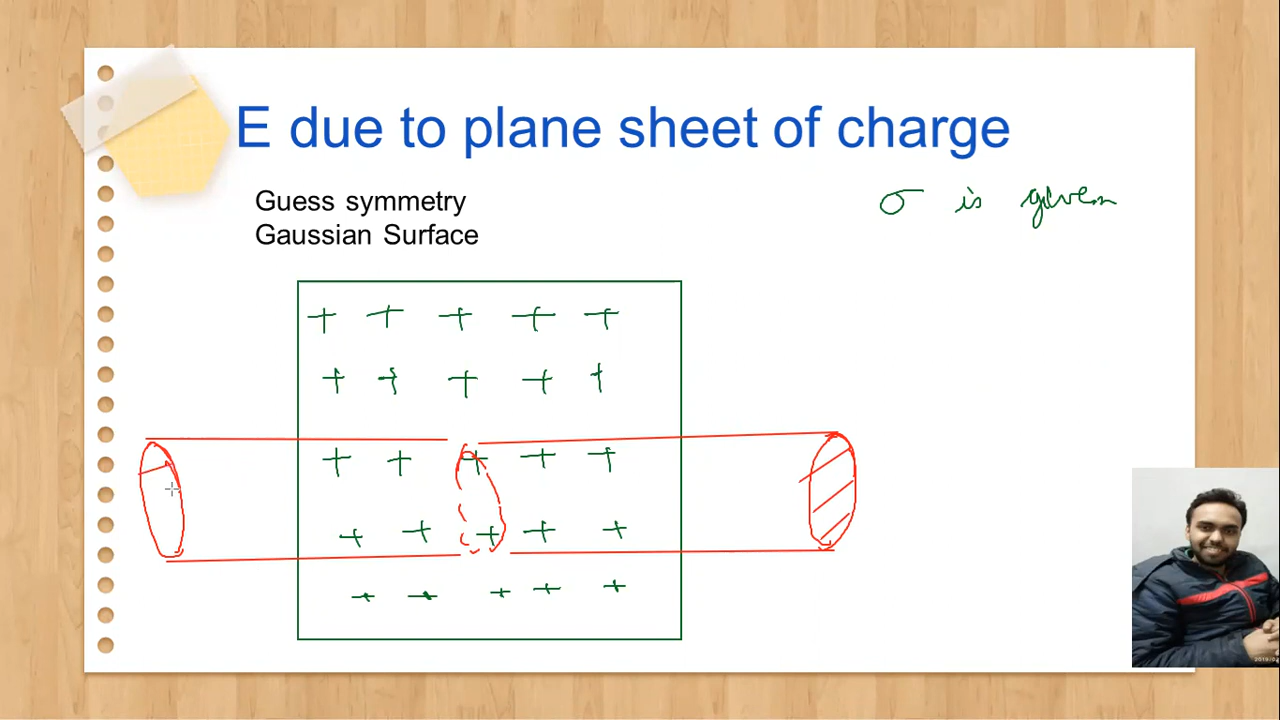 E due to plane sheet of charge
Guess symmetry
Gaussian Surface
σ is given
+ + + + +
+ + + + +
+ + + + +
+ + + + +
+ + + + +